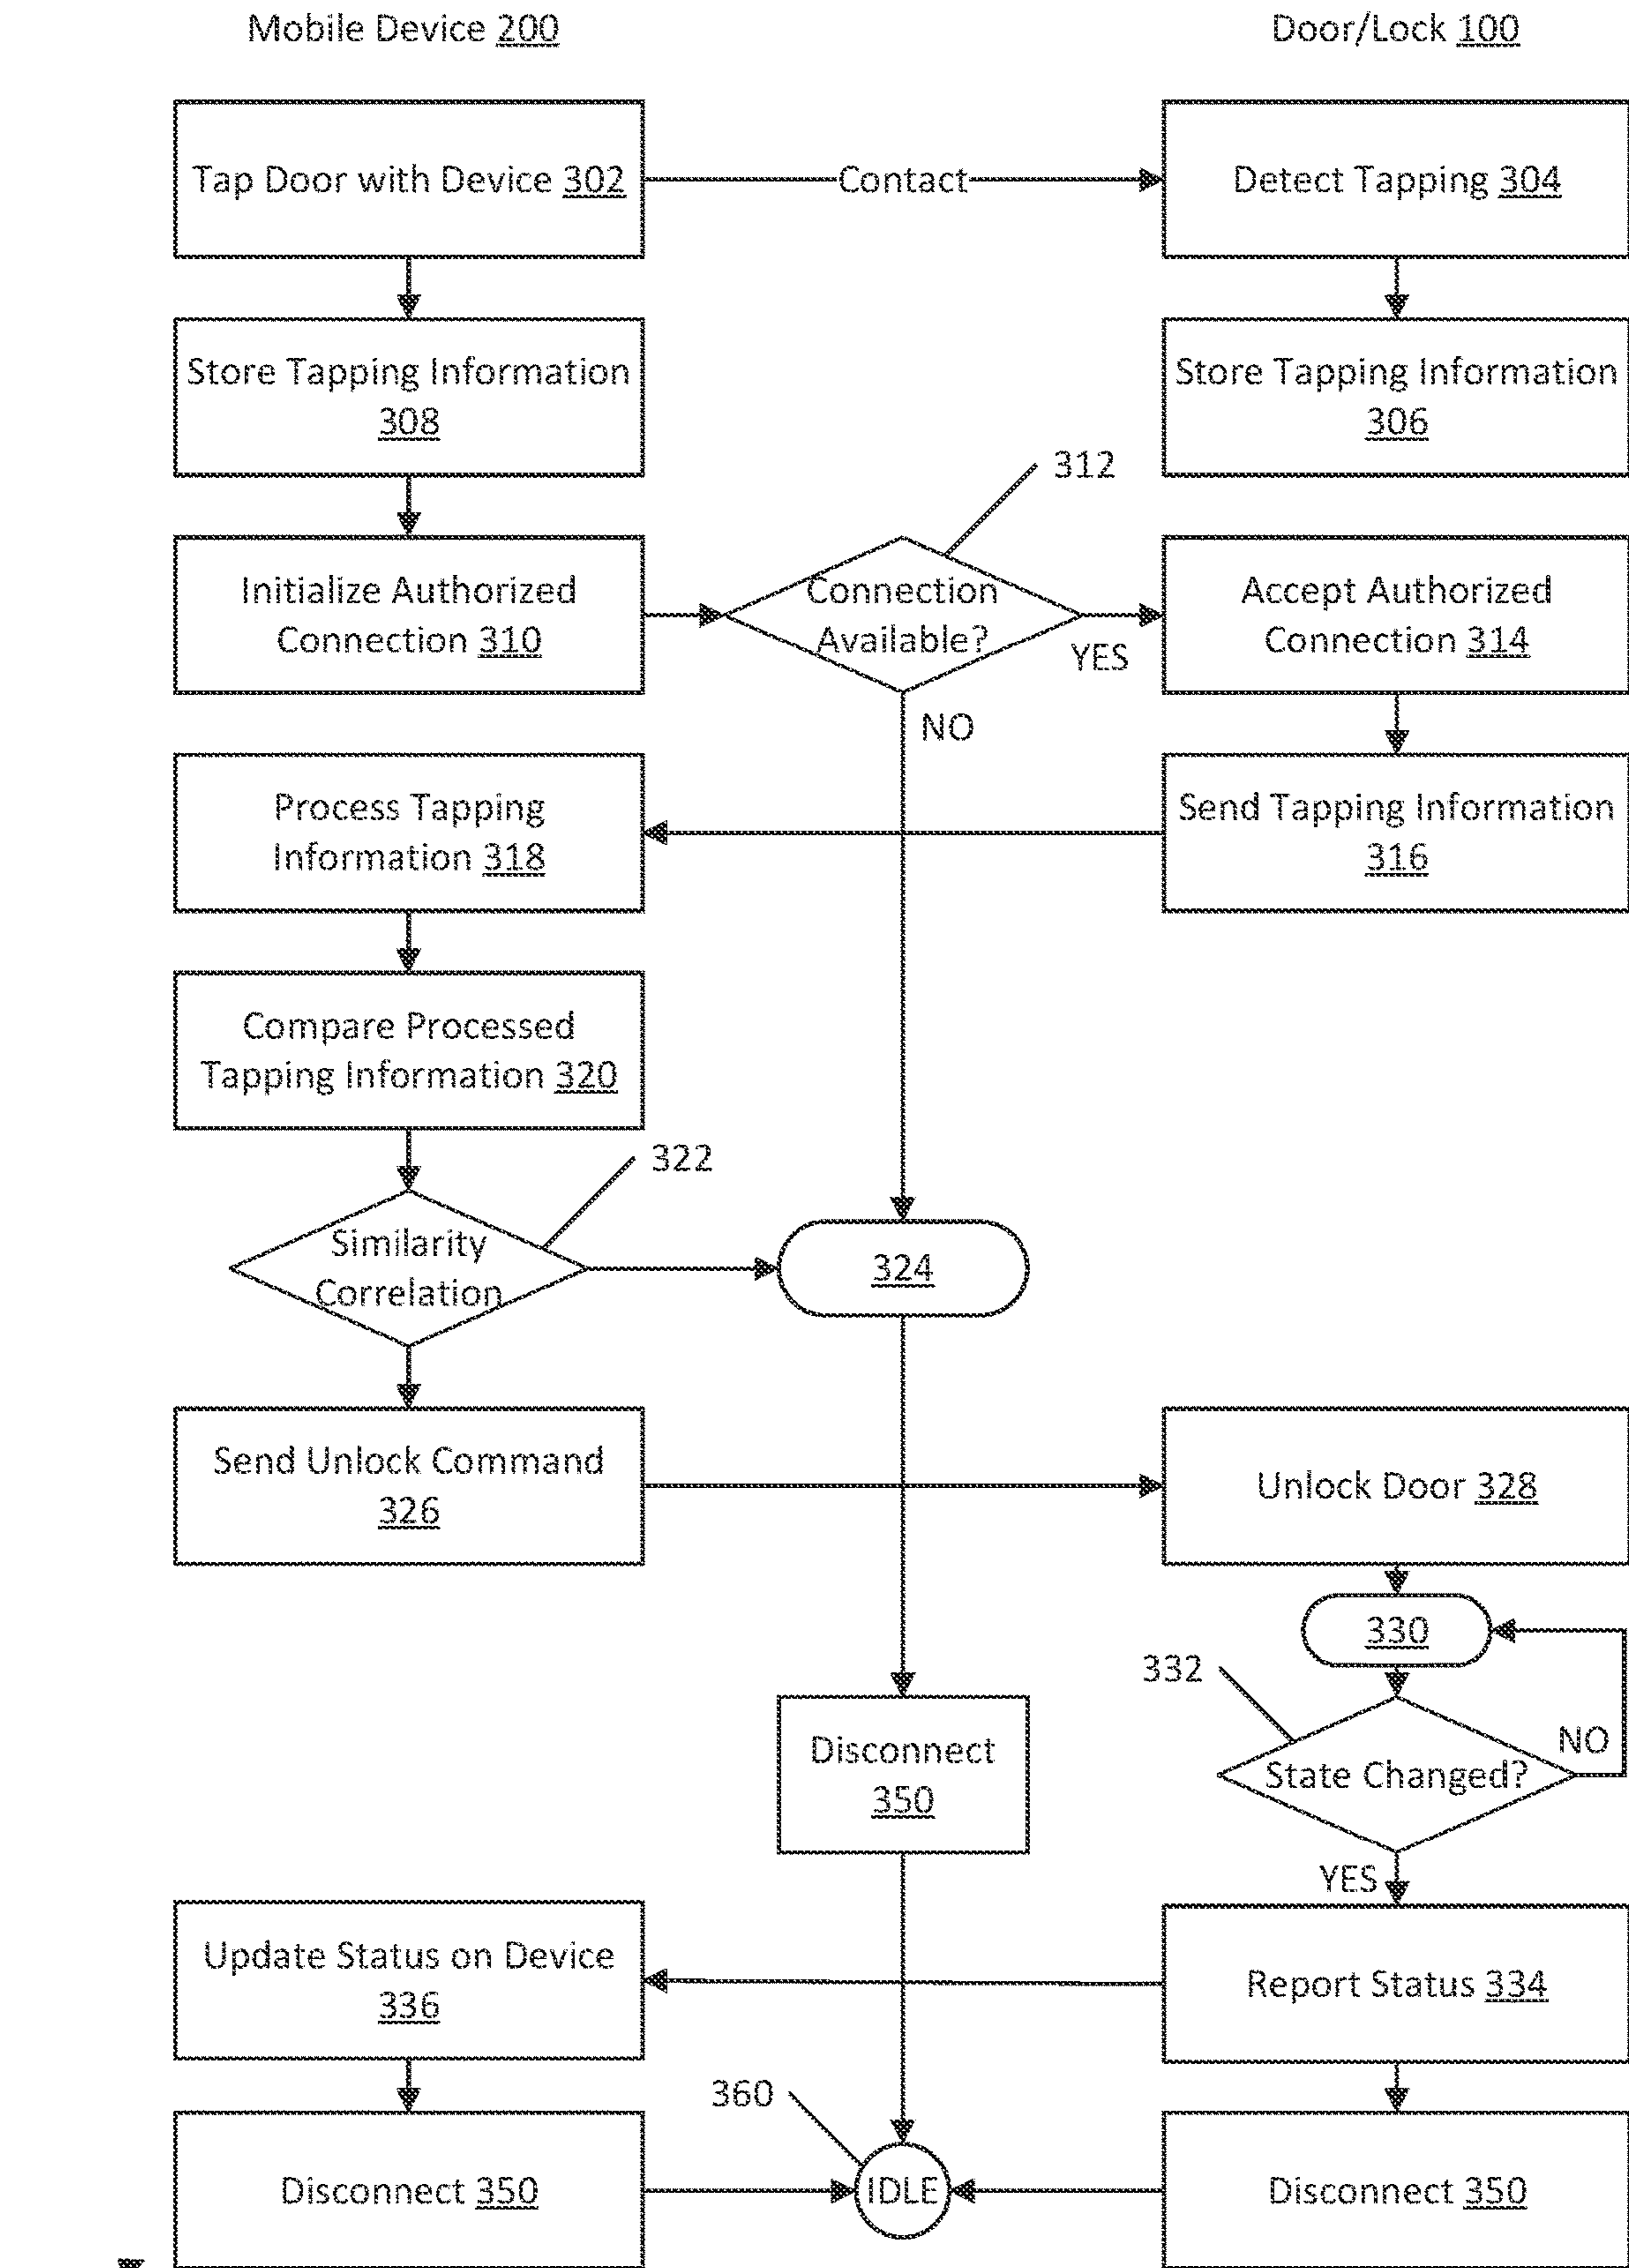 Mobile Device 200
Door/Lock 100
Tap Door with Device 302
Contact
Detect Tapping 304
Store Tapping Information
308
Store Tapping Information
306
312
Initialize Authorized
Connection 310
Connection
Available?
YES
NO
Accept Authorized
Connection 314
Process Tapping
Information 318
Send Tapping Information
316
Compare Processed
Tapping Information 320
322
Similarity
Correlation
324
Send Unlock Command
326
Unlock Door 328
330
332
State Changed?
NO
YES
Disconnect
350
Update Status on Device
336
Report Status 334
360
Disconnect 350
IDLE
Disconnect 350